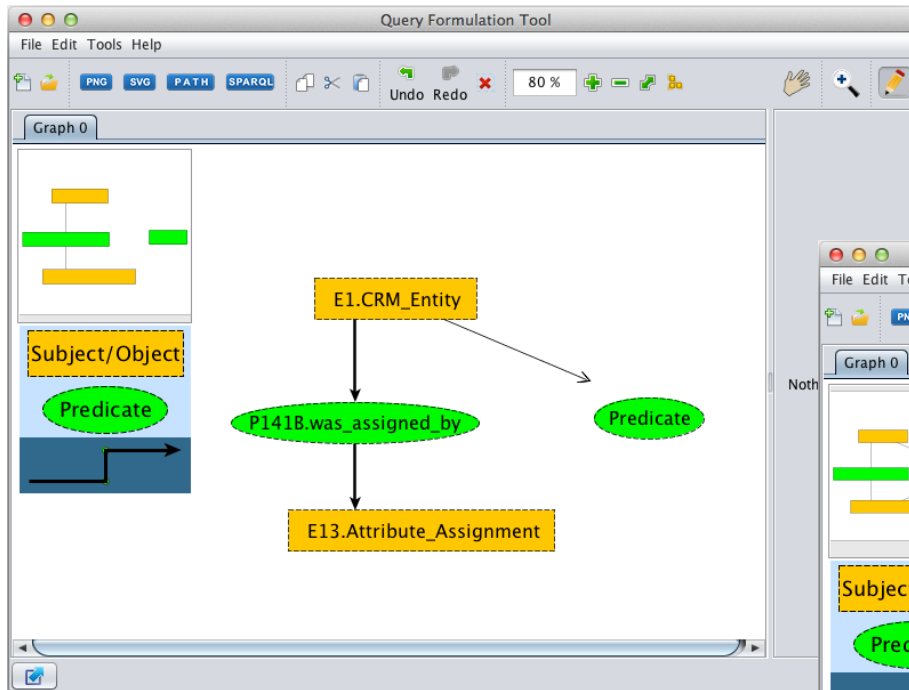 Query Formulation Tool
File Edit Tools Help
PNG SVG PATH SPARQL Undo Redo 80 %
Graph 0
E1.CRM_Entity
Subject/Object
Predicate
P141B.was_assigned_by
Predicate
E13.Attribute_Assignment
Noth
File Edit T
PN
Graph 0
Subjec
Pred